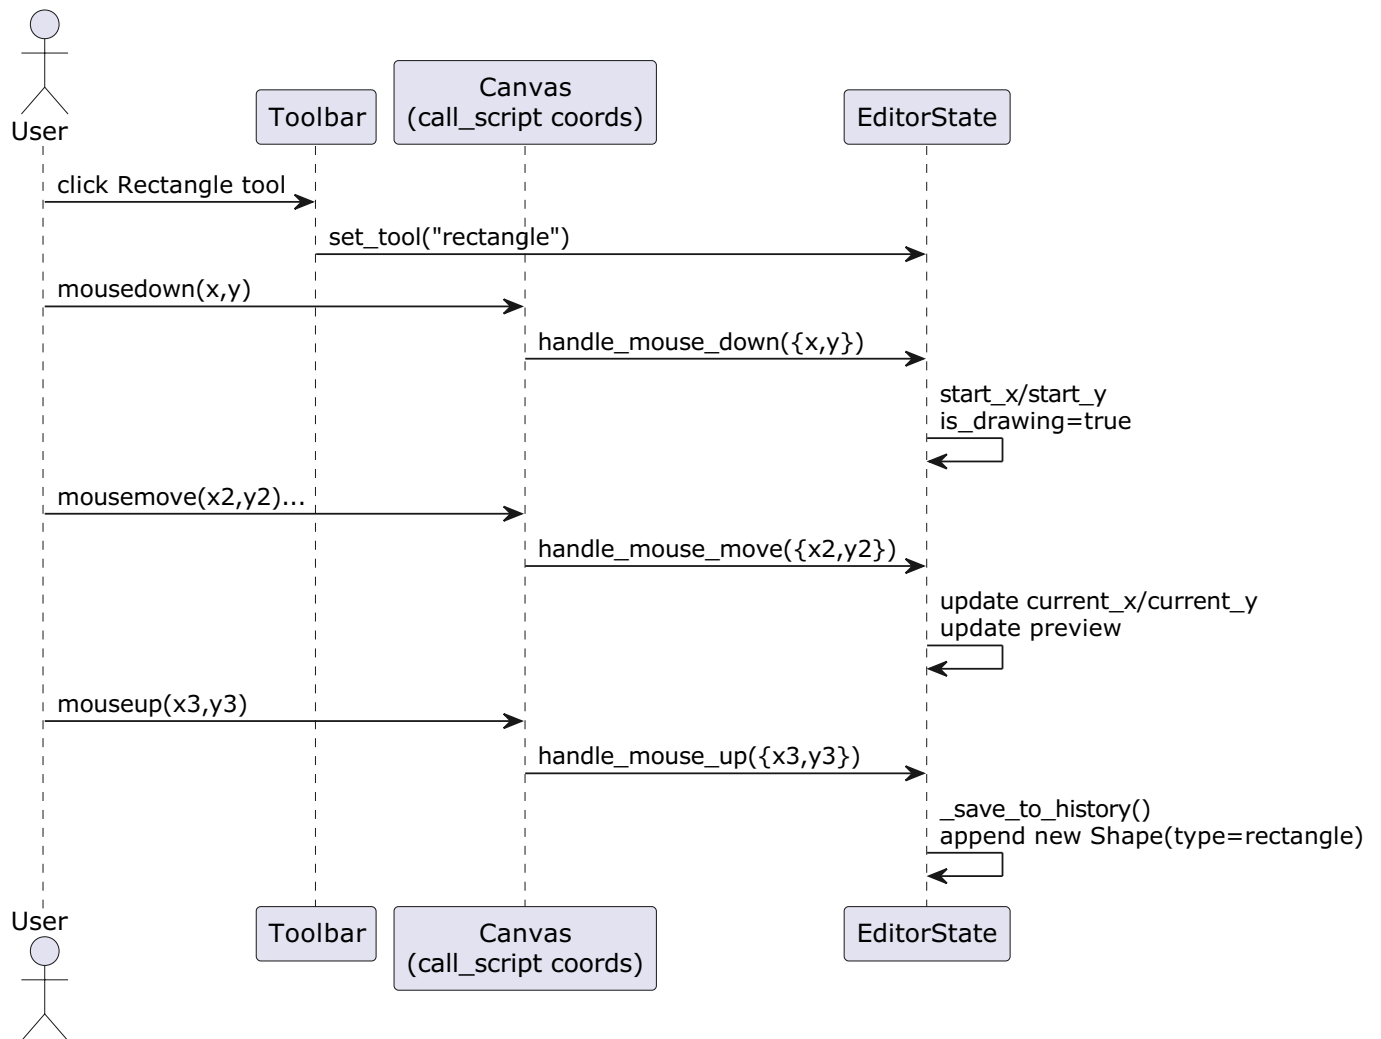 User
Toolbar
Canvas
(call_script coords)
EditorState
click Rectangle tool
set_tool("rectangle")
mousedown(x,y)
handle_mouse_down({x,y})
start_x/start_y
is_drawing=true
mousemove(x2,y2)...
handle_mouse_move({x2,y2})
update current_x/current_y
update preview
mouseup(x3,y3)
handle_mouse_up({x3,y3})
_save_to_history()
append new Shape(type=rectangle)
User
Toolbar
Canvas
(call_script coords)
EditorState